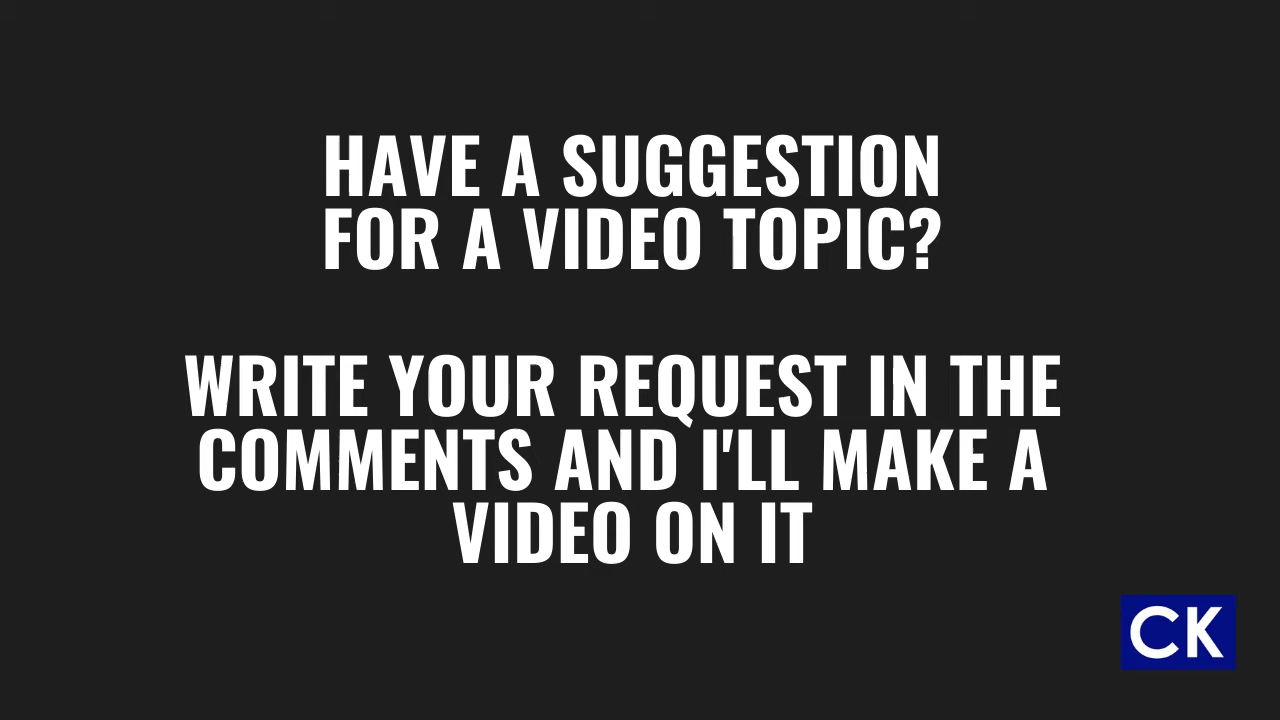 HAVE A SUGGESTION
FOR A VIDEO TOPIC?
WRITE YOUR REQUEST IN THE
COMMENTS AND I'LL MAKE A
VIDEO ON IT
CK